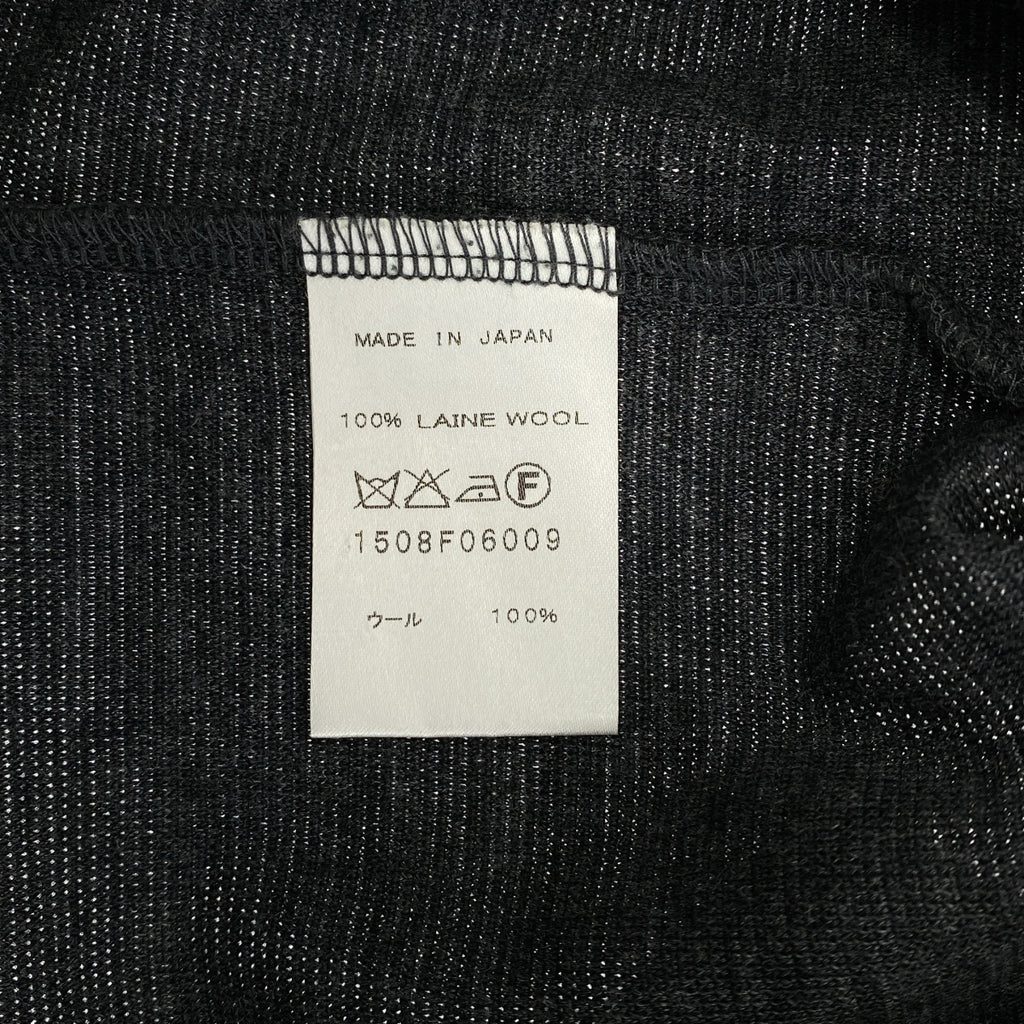 MADE IN JAPAN
100% LAINE WOOL
F
1508F06009
ウール 100%